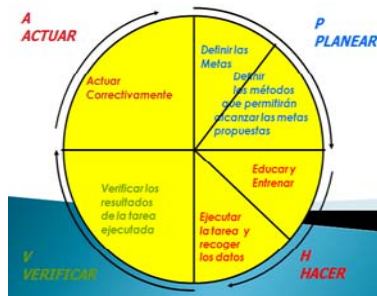 A
ACTUAR
P
PLANEAR
Definir las
Metas
Definir
los métodos
que permitirán
alcanzar las metas
propuestas
Actuar
Correctivamente
Educar y
Entrenar
Verificar los
resultados
de la tarea
ejecutada
Ejecutar
la tarea y
recoger
los datos
V
VERIFICAR
H
HACER